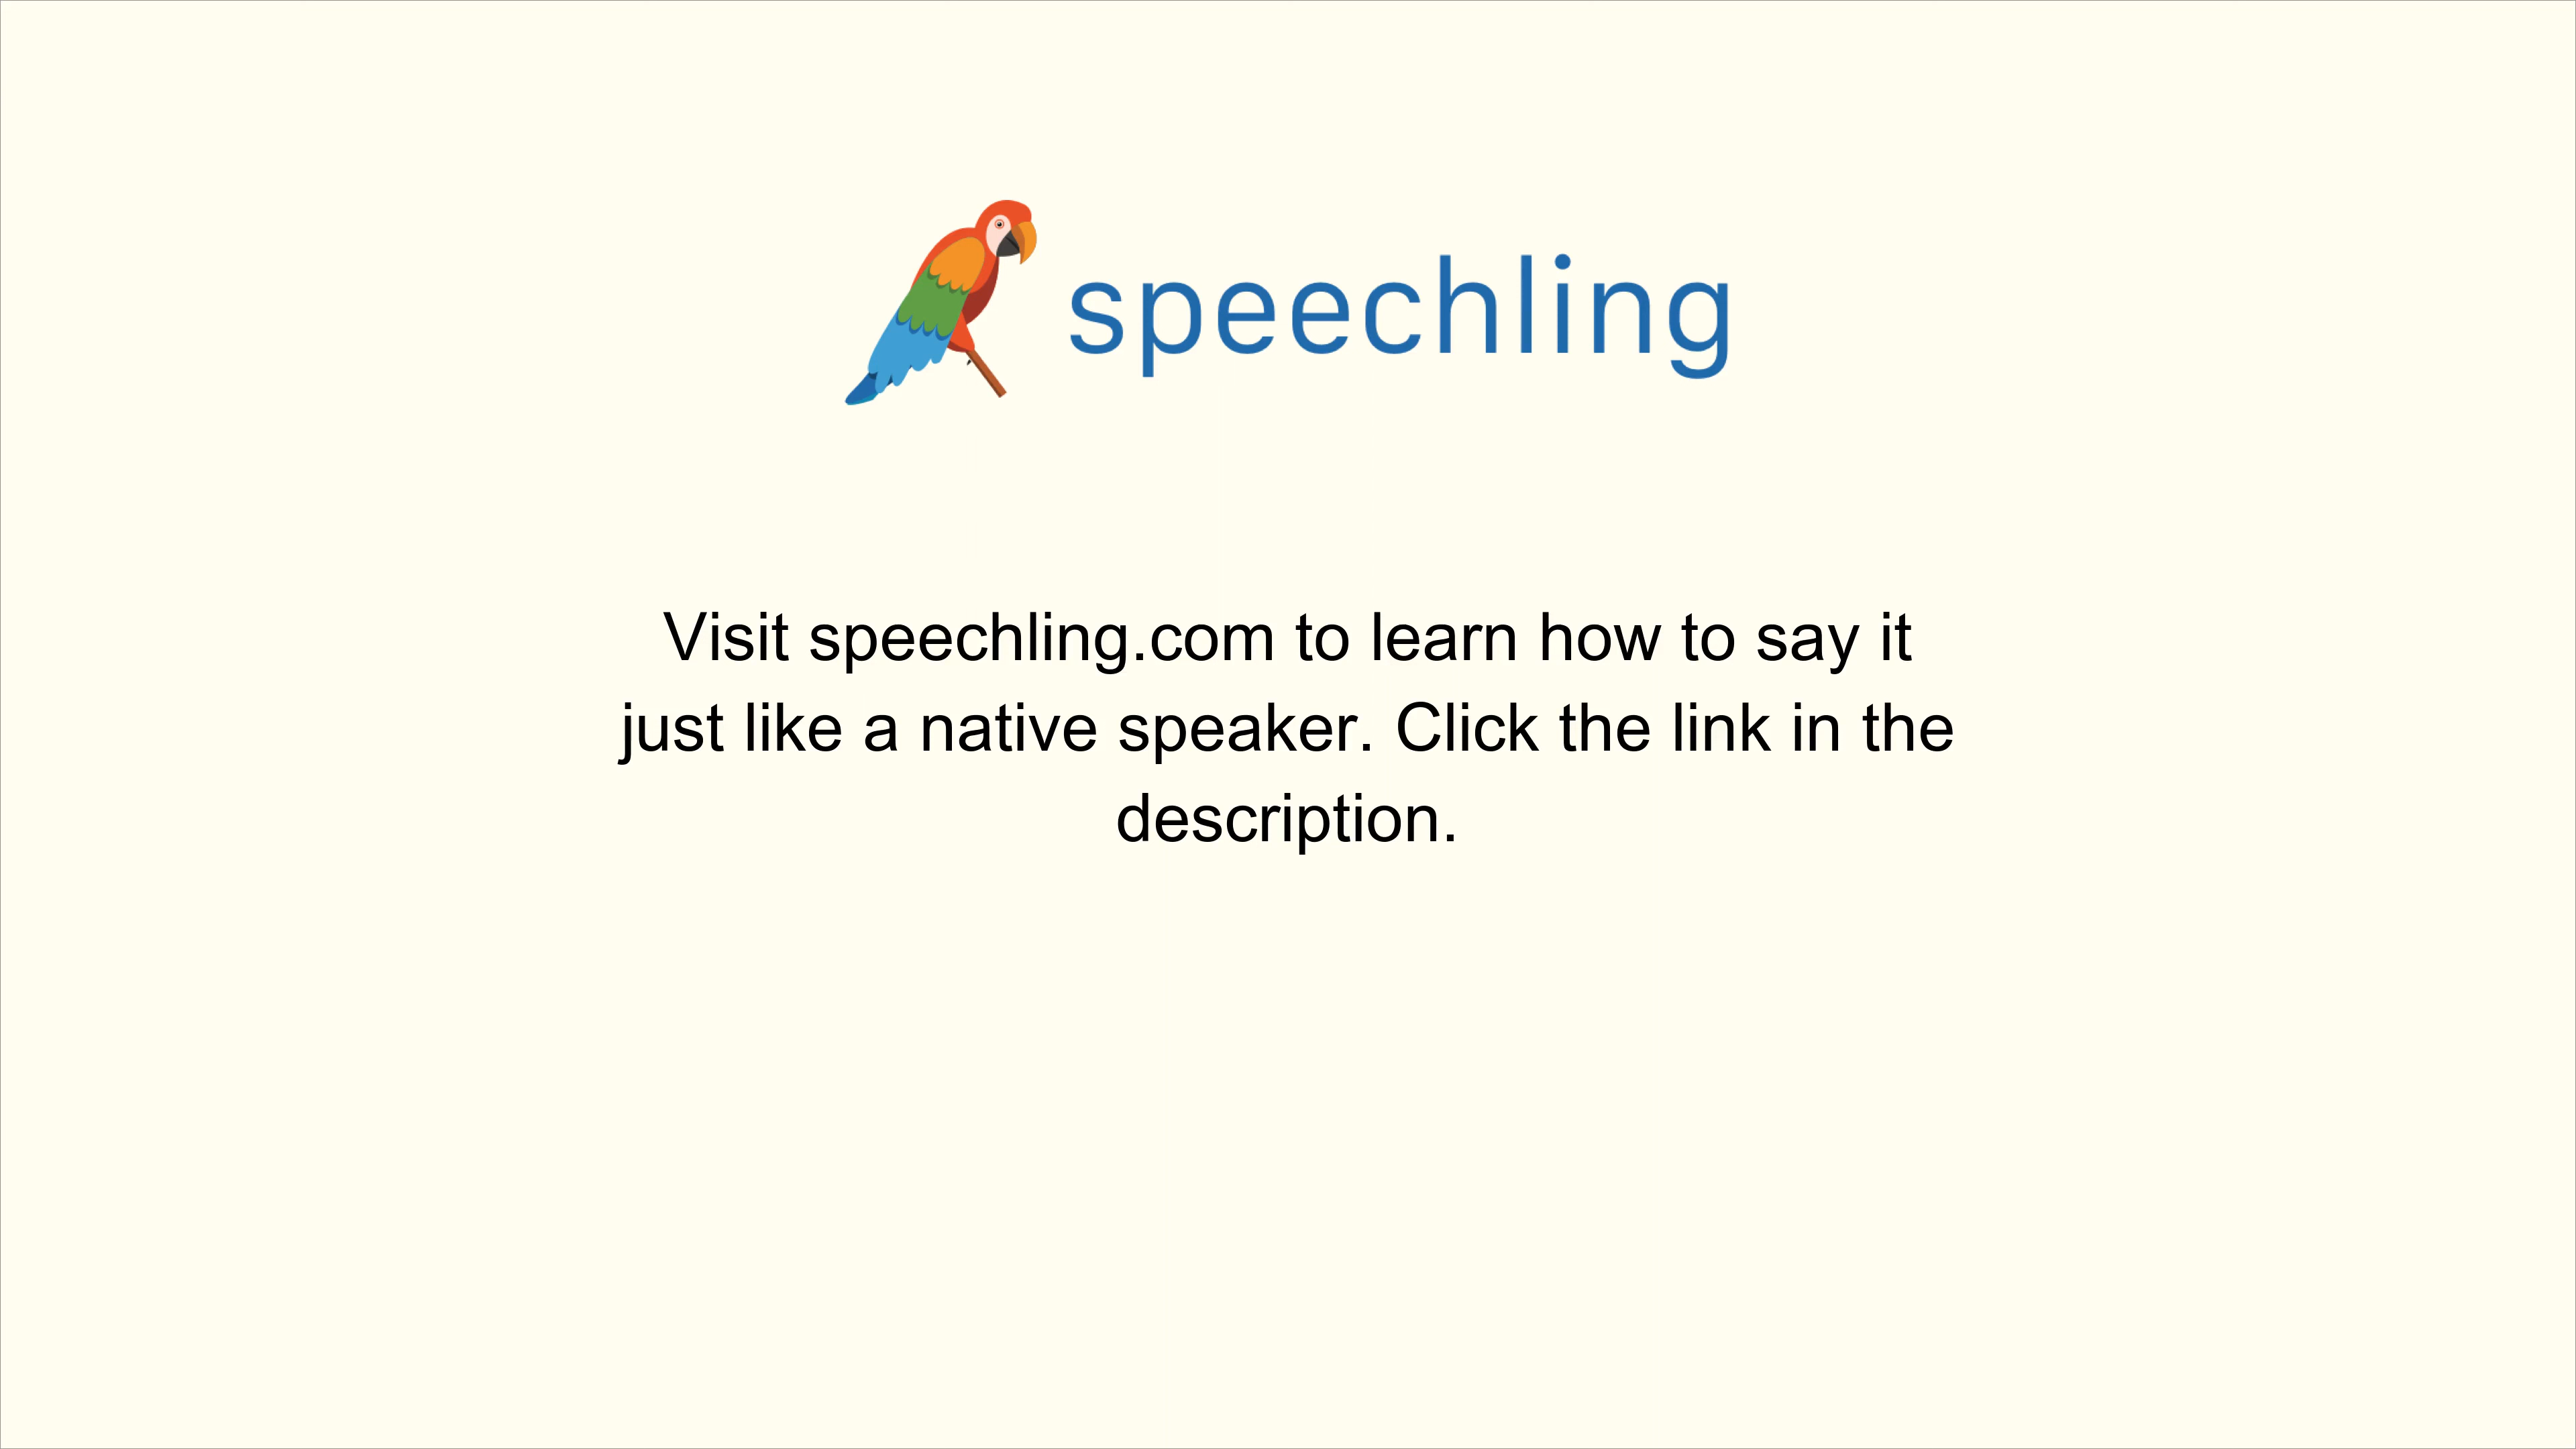 speechling
Visit speechling.com to learn how to say it
just like a native speaker. Click the link in the
description.